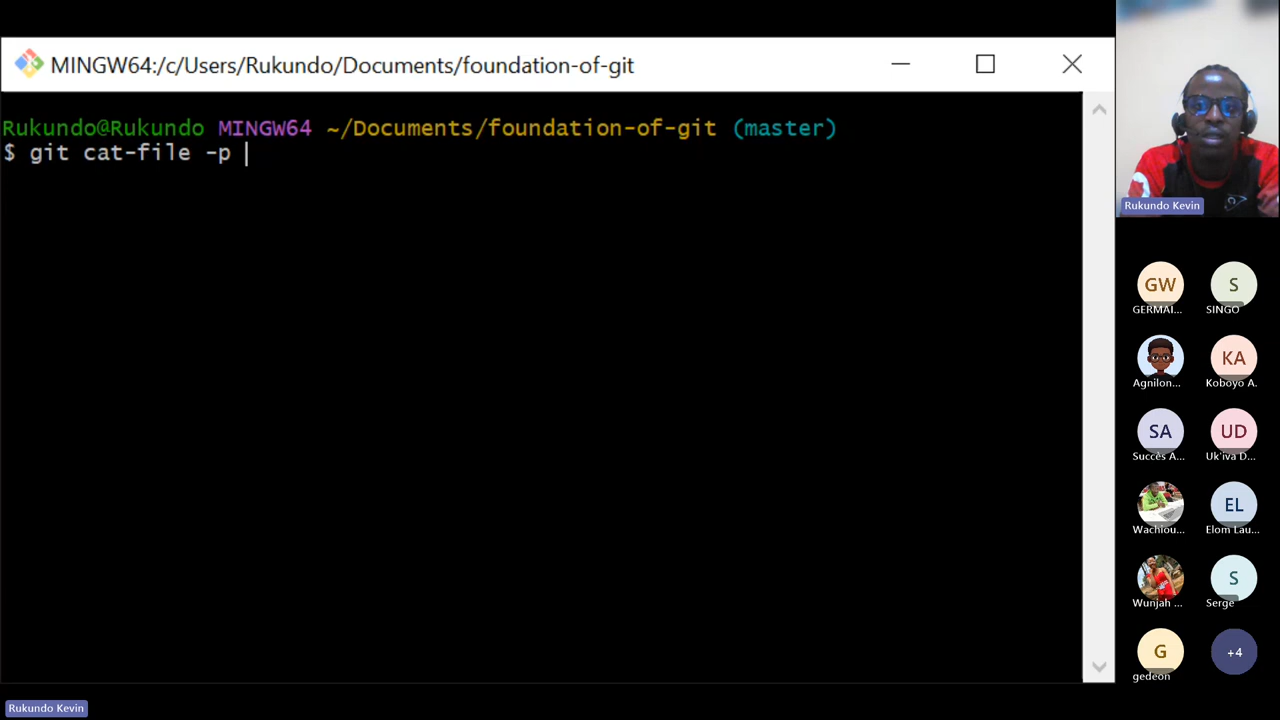 MINGW64:/c/Users/Rukundo/Documents/foundation-of-git
Rukundo@Rukundo MINGW64 ~/Documents/foundation-of-git (master)
$ git cat-file -p
Rukundo Kevin
GW
GERMAI...
S
SINGO
Agnilon...
KA
Koboyo A.
SA
Succès A...
UD
Uk'iva D...
Wachiou...
EL
Elom Lau...
Wunjah ...
S
Serge
G
gedeon
+4
Rukundo Kevin